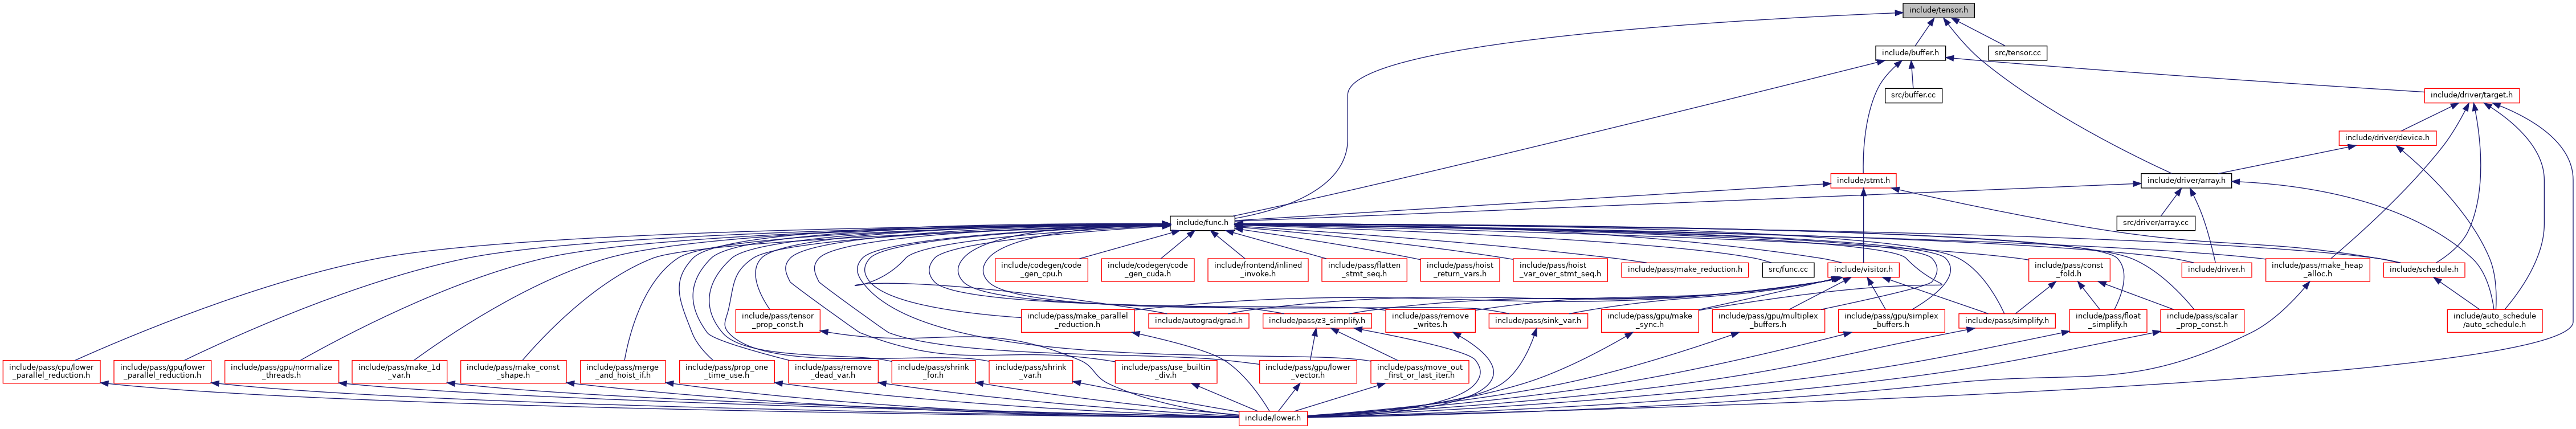 include/tensor.h
include/buffer.h
src/tensor.cc
src/buffer.cc
include/driver/target.h
include/driver/device.h
include/stmt.h
include/driver/array.h
include/func.h
src/driver/array.cc
include/codegen/code
_gen_cpu.h
include/codegen/code
_gen_cuda.h
include/frontend/inlined
_invoke.h
include/pass/flatten
_stmt_seq.h
include/pass/hoist
_return_vars.h
include/pass/hoist
_var_over_stmt_seq.h
include/pass/make_reduction.h
src/func.cc
include/visitor.h
include/pass/const
_fold.h
include/driver.h
include/pass/make_heap
_alloc.h
include/schedule.h
include/pass/tensor
_prop_const.h
include/pass/make_parallel
_reduction.h
include/autograd/grad.h
include/pass/z3_simplify.h
include/pass/remove
_writes.h
include/pass/sink_var.h
include/pass/gpu/make
_sync.h
include/pass/gpu/multiplex
_buffers.h
include/pass/gpu/simplex
_buffers.h
include/pass/simplify.h
include/pass/float
_simplify.h
include/pass/scalar
_prop_const.h
include/auto_schedule
/auto_schedule.h
include/pass/cpu/lower
_parallel_reduction.h
include/pass/gpu/lower
_parallel_reduction.h
include/pass/gpu/normalize
_threads.h
include/pass/make_1d
_var.h
include/pass/make_const
_shape.h
include/pass/merge
_and_hoist_if.h
include/pass/prop_one
_time_use.h
include/pass/remove
_dead_var.h
include/pass/shrink
_for.h
include/pass/shrink
_var.h
include/pass/use_builtin
_div.h
include/pass/gpu/lower
_vector.h
include/pass/move_out
_first_or_last_iter.h
include/lower.h